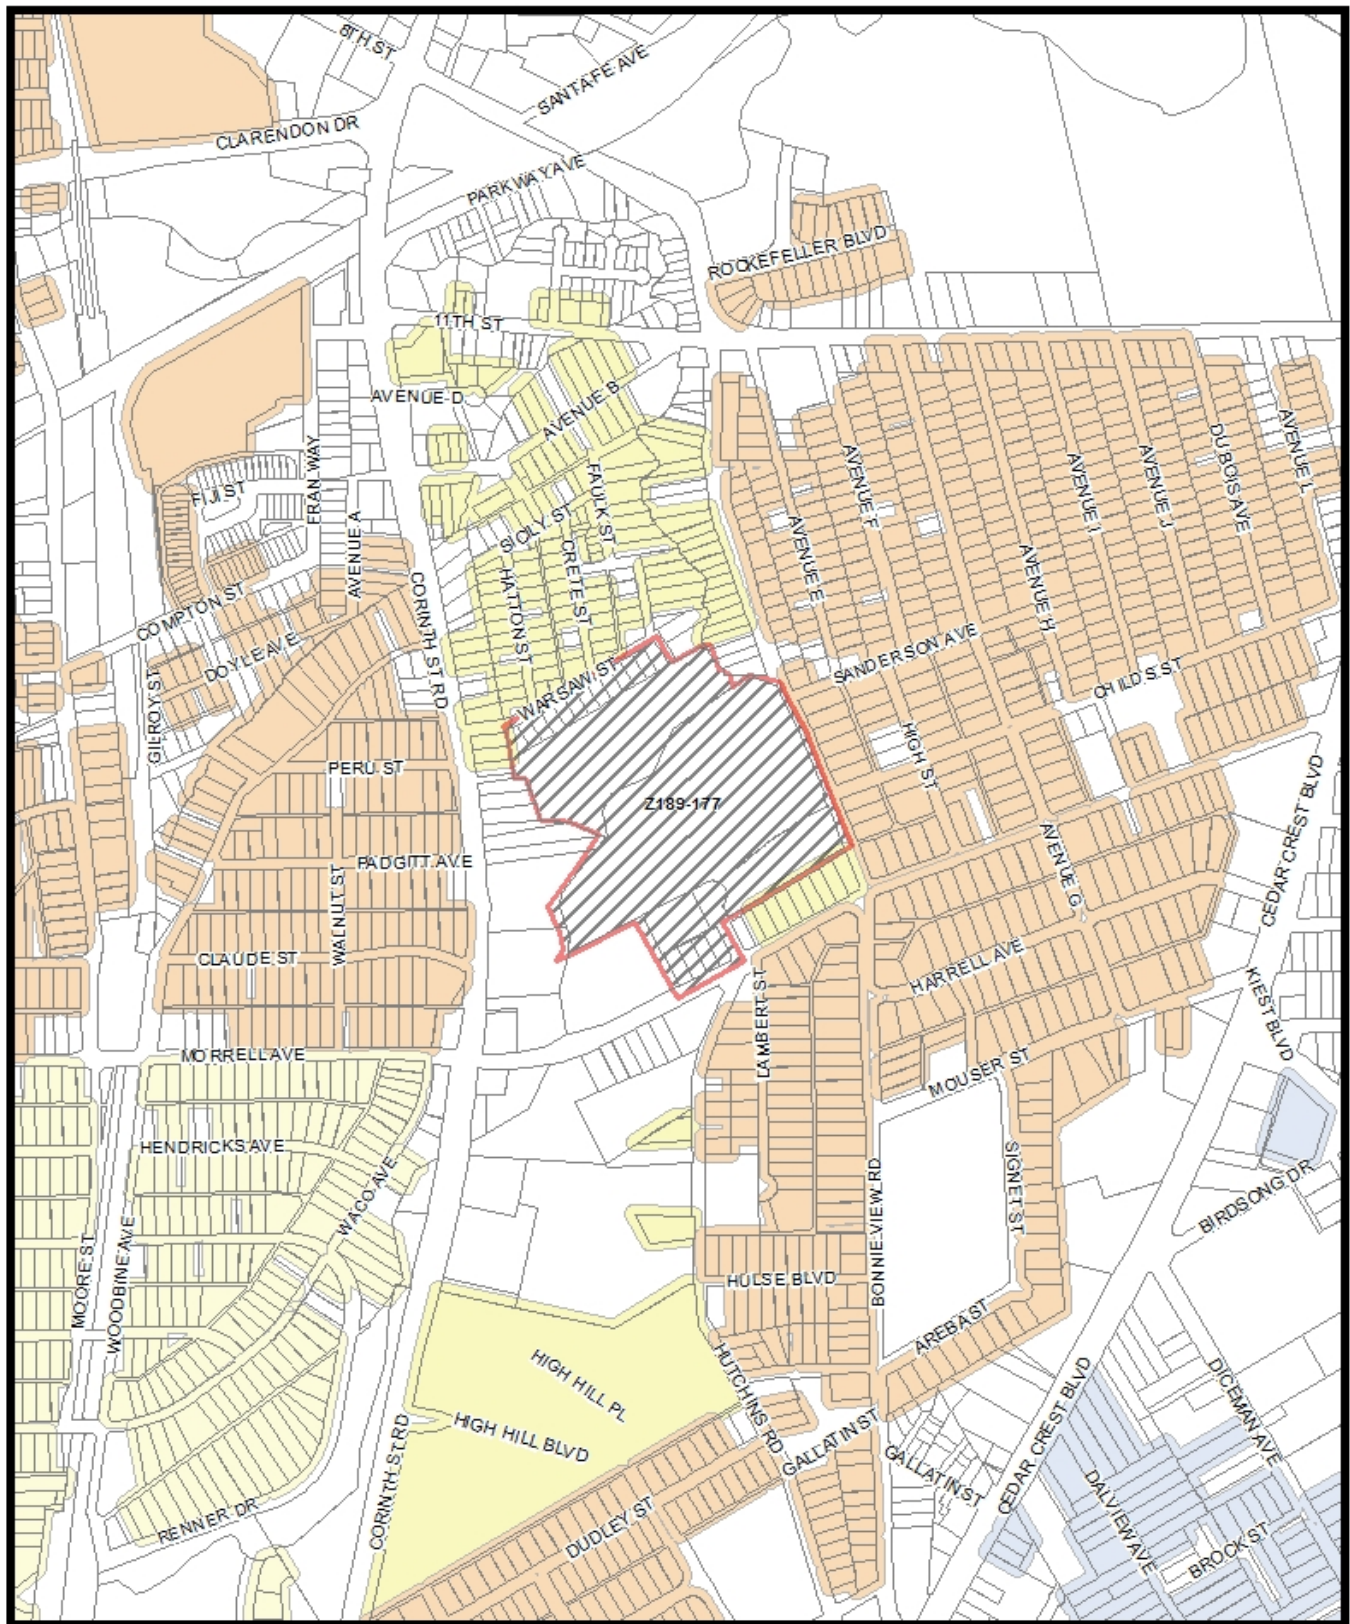 8TH ST
SANTA FE AVE
CLARENDON DR
PARKWAY AVE
ROCKEFELLER BLVD
11TH ST
AVENUE D
AVENUE B
AVENUE L
DUBOIS AVE
AVENUE F
AVENUE I
AVENUE J
FRAN WAY
FIJI ST
FAULK ST
SICILY ST
AVENUE A
AVENUE E
CRETE ST
HATTON ST
AVENUE H
COMPTON ST
CORINTH ST RD
DOYLE AVE
SANDERSON AVE
WARSAW ST
CHILDS ST
GILROY ST
HIGH ST
PERU ST
Z189-177
CEDAR CREST BLVD
PADGITT AVE
AVENUE G
WALNUT ST
CLAUDE ST
HARRELL AVE
LAMBERT ST
KIEST BLVD
MORRELL AVE
MOUSER ST
HENDRICKS AVE
WACO AVE
BONNIE VIEW RD
SIGNET ST
BIRDSONG DR
MOORE ST
WOODBINE AVE
HULSE BLVD
AREBA ST
HIGH HILL PL
HUTCHINS RD
DICEMAN AVE
HIGH HILL BLVD
GALLATIN ST
GALLATIN ST
CEDAR CREST BLVD
CORINTH ST RD
DALVIEW AVE
RENNER DR
DUDLEY ST
BROCK ST